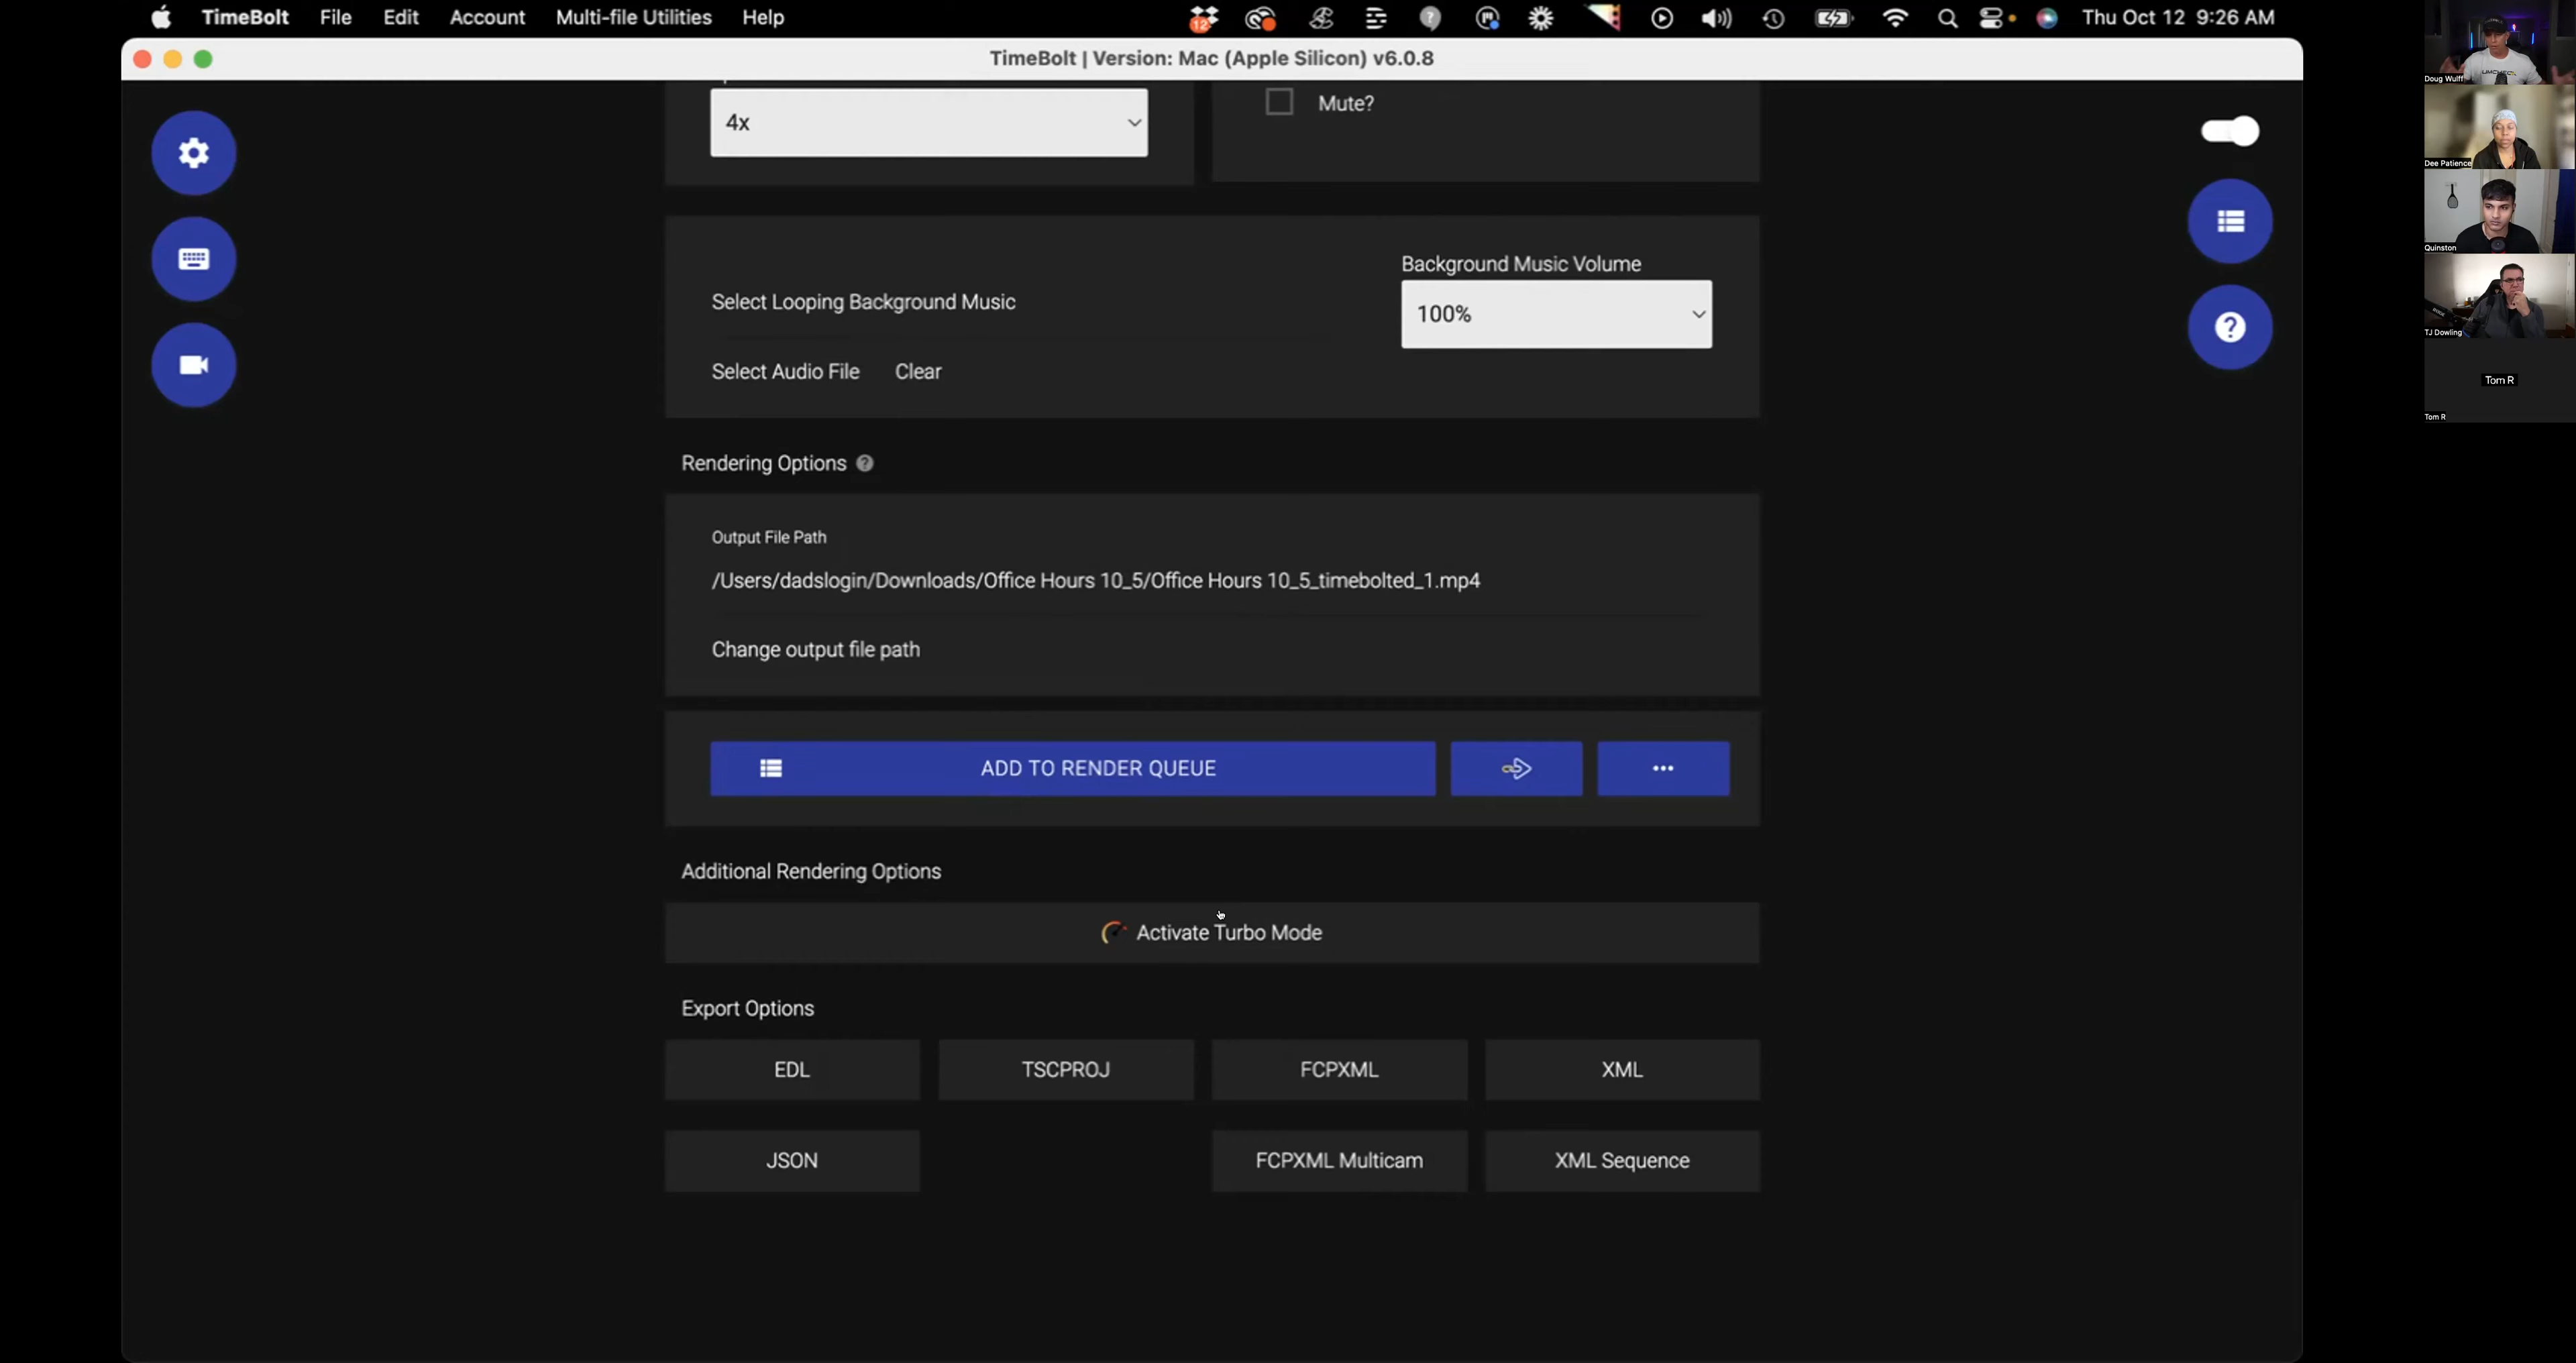 TimeBolt File Edit Account Multi-file Utilities Help 12 Thu Oct 12 9:26 AM
TimeBolt | Version: Mac (Apple Silicon) v6.0.8
4x
Mute?
Select Looping Background Music
Background Music Volume
100%
Select Audio File Clear
Rendering Options
Output File Path
/Users/dadslogin/Downloads/Office Hours 10_5/Office Hours 10_5_timebolted_1.mp4
Change output file path
ADD TO RENDER QUEUE
Additional Rendering Options
Activate Turbo Mode
Export Options
EDL TSCPROJ FCPXML XML
JSON FCPXML Multicam XML Sequence
Doug Wulff
Dee Patience
Quinston
TJ Dowling
Tom R
Tom R